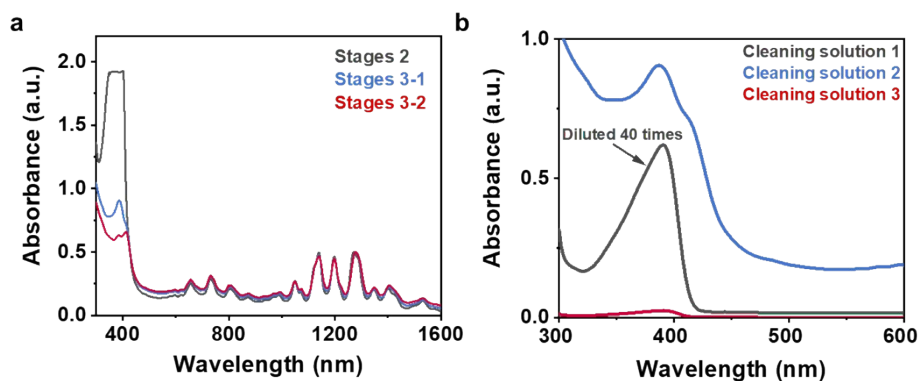 a
Stages 2
Stages 3-1
Stages 3-2
Absorbance (a.u.)
2.0
1.5
1.0
0.5
0.0
400
800
1200
1600
Wavelength (nm)
b
Cleaning solution 1
Cleaning solution 2
Cleaning solution 3
Diluted 40 times
Absorbance (a.u.)
1.0
0.5
0.0
300
400
500
600
Wavelength (nm)